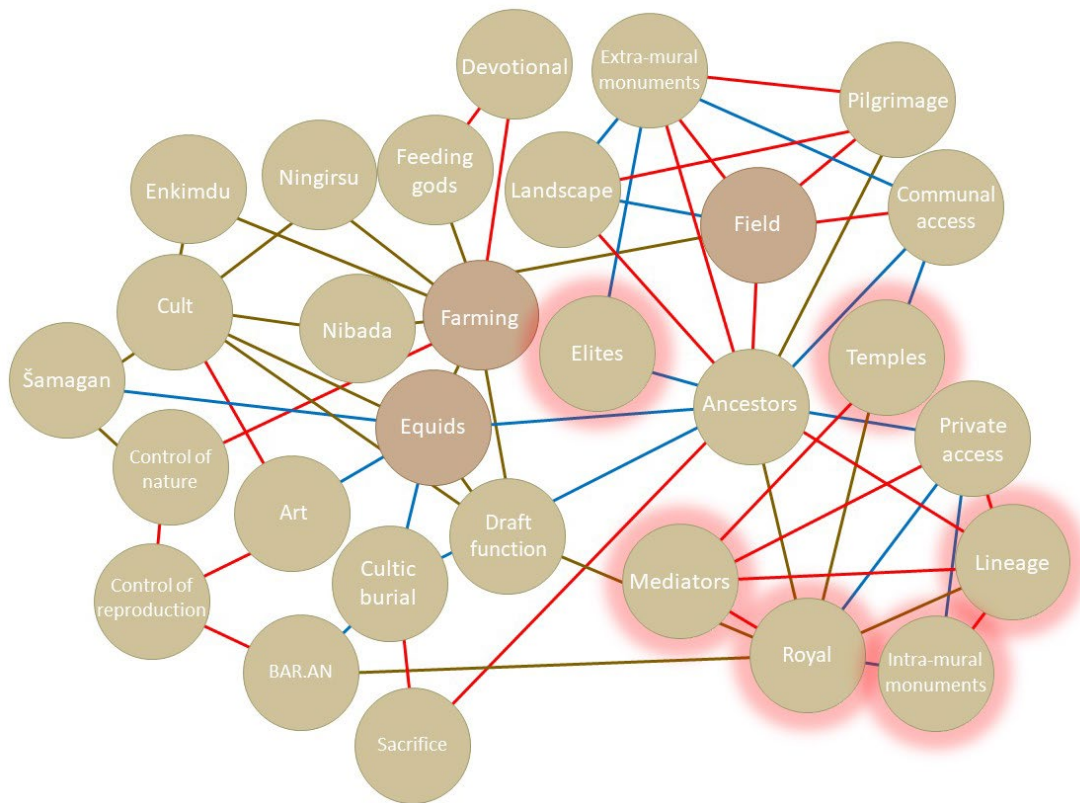 Devotional
Extra-mural
monuments
Pilgrimage
Feeding
gods
Ningirsu
Enkimdu
Landscape
Communal
access
Field
Cult
Nibada
Farming
Elites
Temples
Šamagan
Ancestors
Equids
Private
access
Control of
nature
Art
Draft
function
Lineage
Mediators
Cultic
burial
Control of
reproduction
Royal
Intra-mural
monuments
BAR.AN
Sacrifice